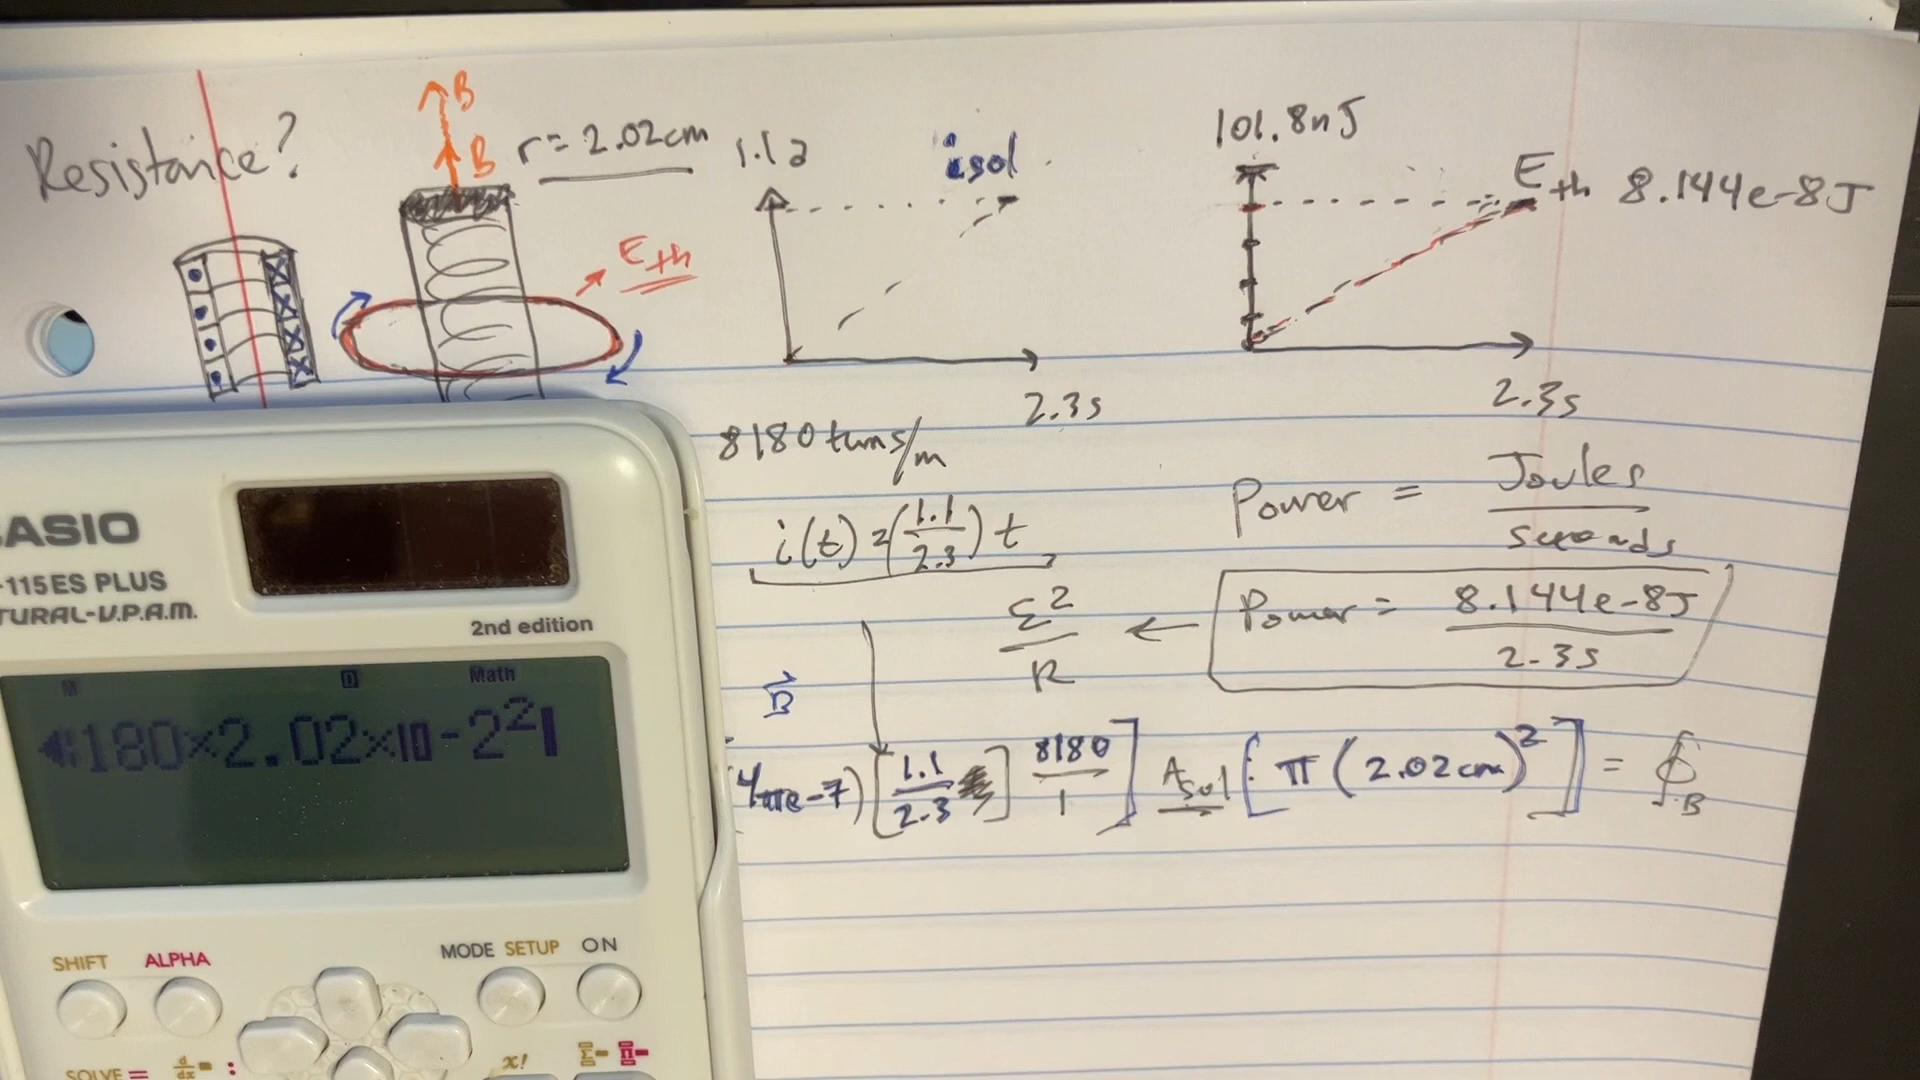 Resistance?
B
B
r = 2.02cm
Eth
1.1a
isol
2.3s
101.8nJ
Eth 8.144e-8J
2.3s
8180 turns/m
i(t) = (1.1/2.3) t
Power = Joules/seconds
Power = 8.144e-8J/2.3s
ε²/R ←
B
(4πe-7) [1.1/2.3] 8180/1] Asol [π (2.02cm)²] = ΦB
CASIO
-115ES PLUS
TURAL-V.P.A.M.
2nd edition
M D Math
180×2.02×10-2²
SHIFT ALPHA MODE SETUP ON
SOLVE = d/dx : x! Σ Π